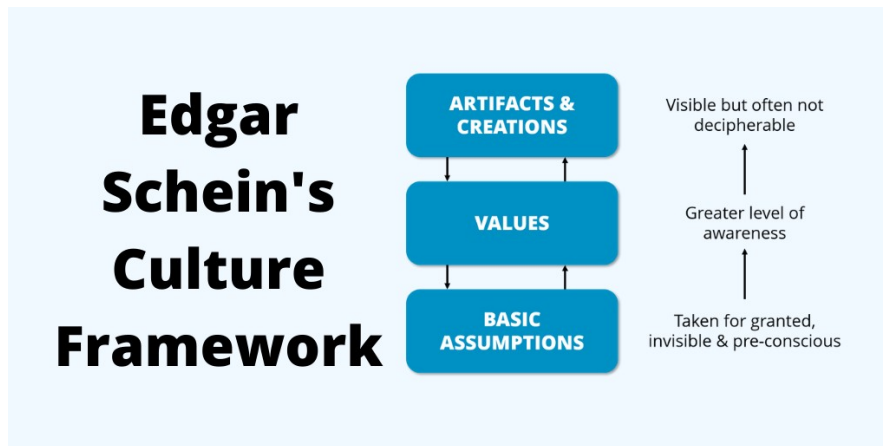 Edgar
Schein's
Culture
Framework
ARTIFACTS &
CREATIONS
Visible but often not
decipherable
VALUES
Greater level of
awareness
BASIC
ASSUMPTIONS
Taken for granted,
invisible & pre-conscious